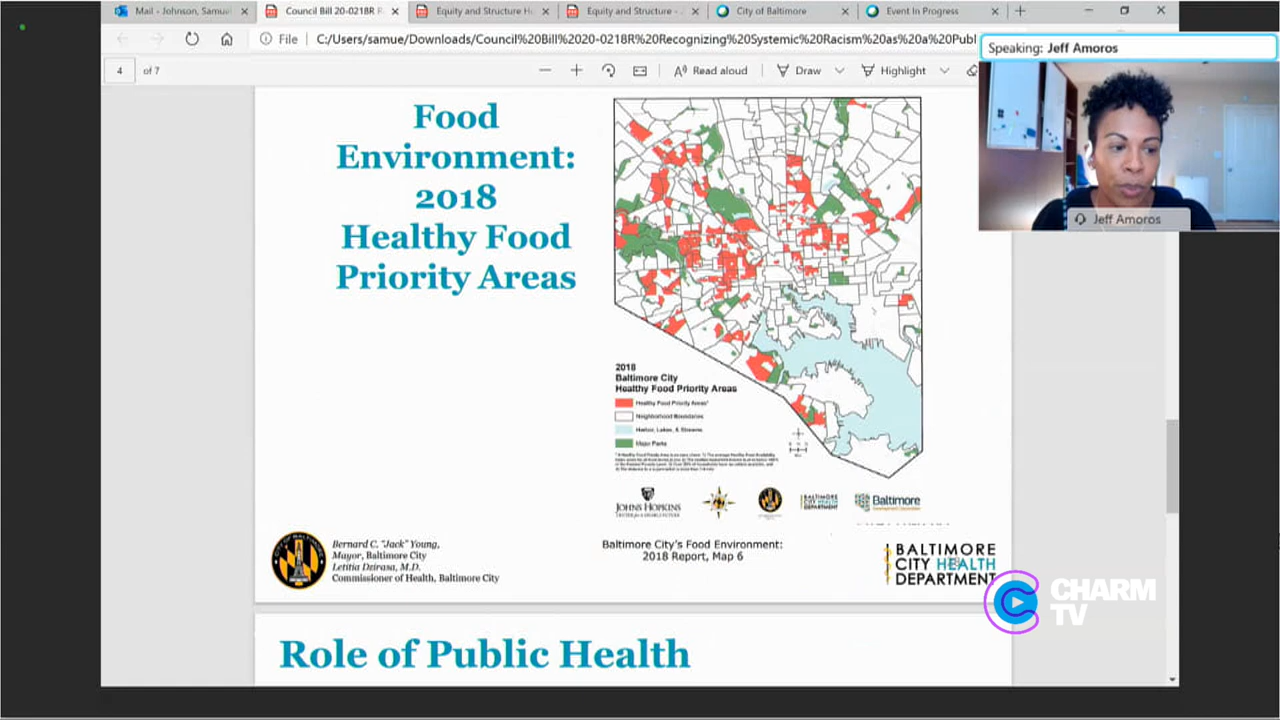 Mail - Johnson, Samuel
Council Bill 20-0218R R
Equity and Structure H
Equity and Structure -
City of Baltimore
Event In Progress
File
C:/Users/samue/Downloads/Council%20Bill%2020-0218R%20Recognizing%20Systemic%20Racism%20as%20a%20Publ
Speaking: Jeff Amoros
4 of 7
Read aloud
Draw
Highlight
Jeff Amoros
Food
Environment:
2018
Healthy Food
Priority Areas
2018
Baltimore City
Healthy Food Priority Areas
Healthy Food Priority Areas*
Neighborhood Boundaries
Harbor, Lakes, & Streams
Major Parks
JOHNS HOPKINS
BALTIMORE
CITY HEALTH
DEPARTMENT
Baltimore
Bernard C. "Jack" Young,
Mayor, Baltimore City
Letitia Dzirasa, M.D.
Commissioner of Health, Baltimore City
Baltimore City's Food Environment:
2018 Report, Map 6
BALTIMORE
CITY HEALTH
DEPARTMENT
CHARM
TV
Role of Public Health